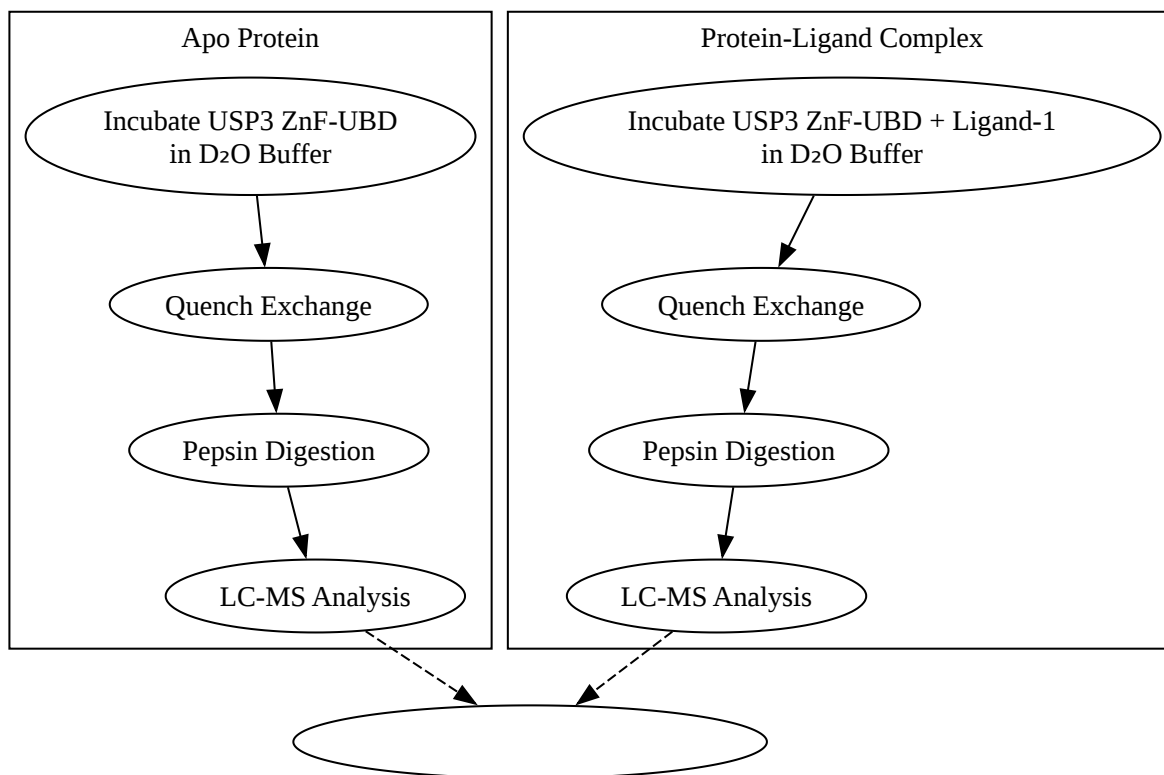 Apo Protein
Incubate USP3 ZnF-UBD
in D₂O Buffer
Quench Exchange
Pepsin Digestion
LC-MS Analysis
Protein-Ligand Complex
Incubate USP3 ZnF-UBD + Ligand-1
in D₂O Buffer
Quench Exchange
Pepsin Digestion
LC-MS Analysis